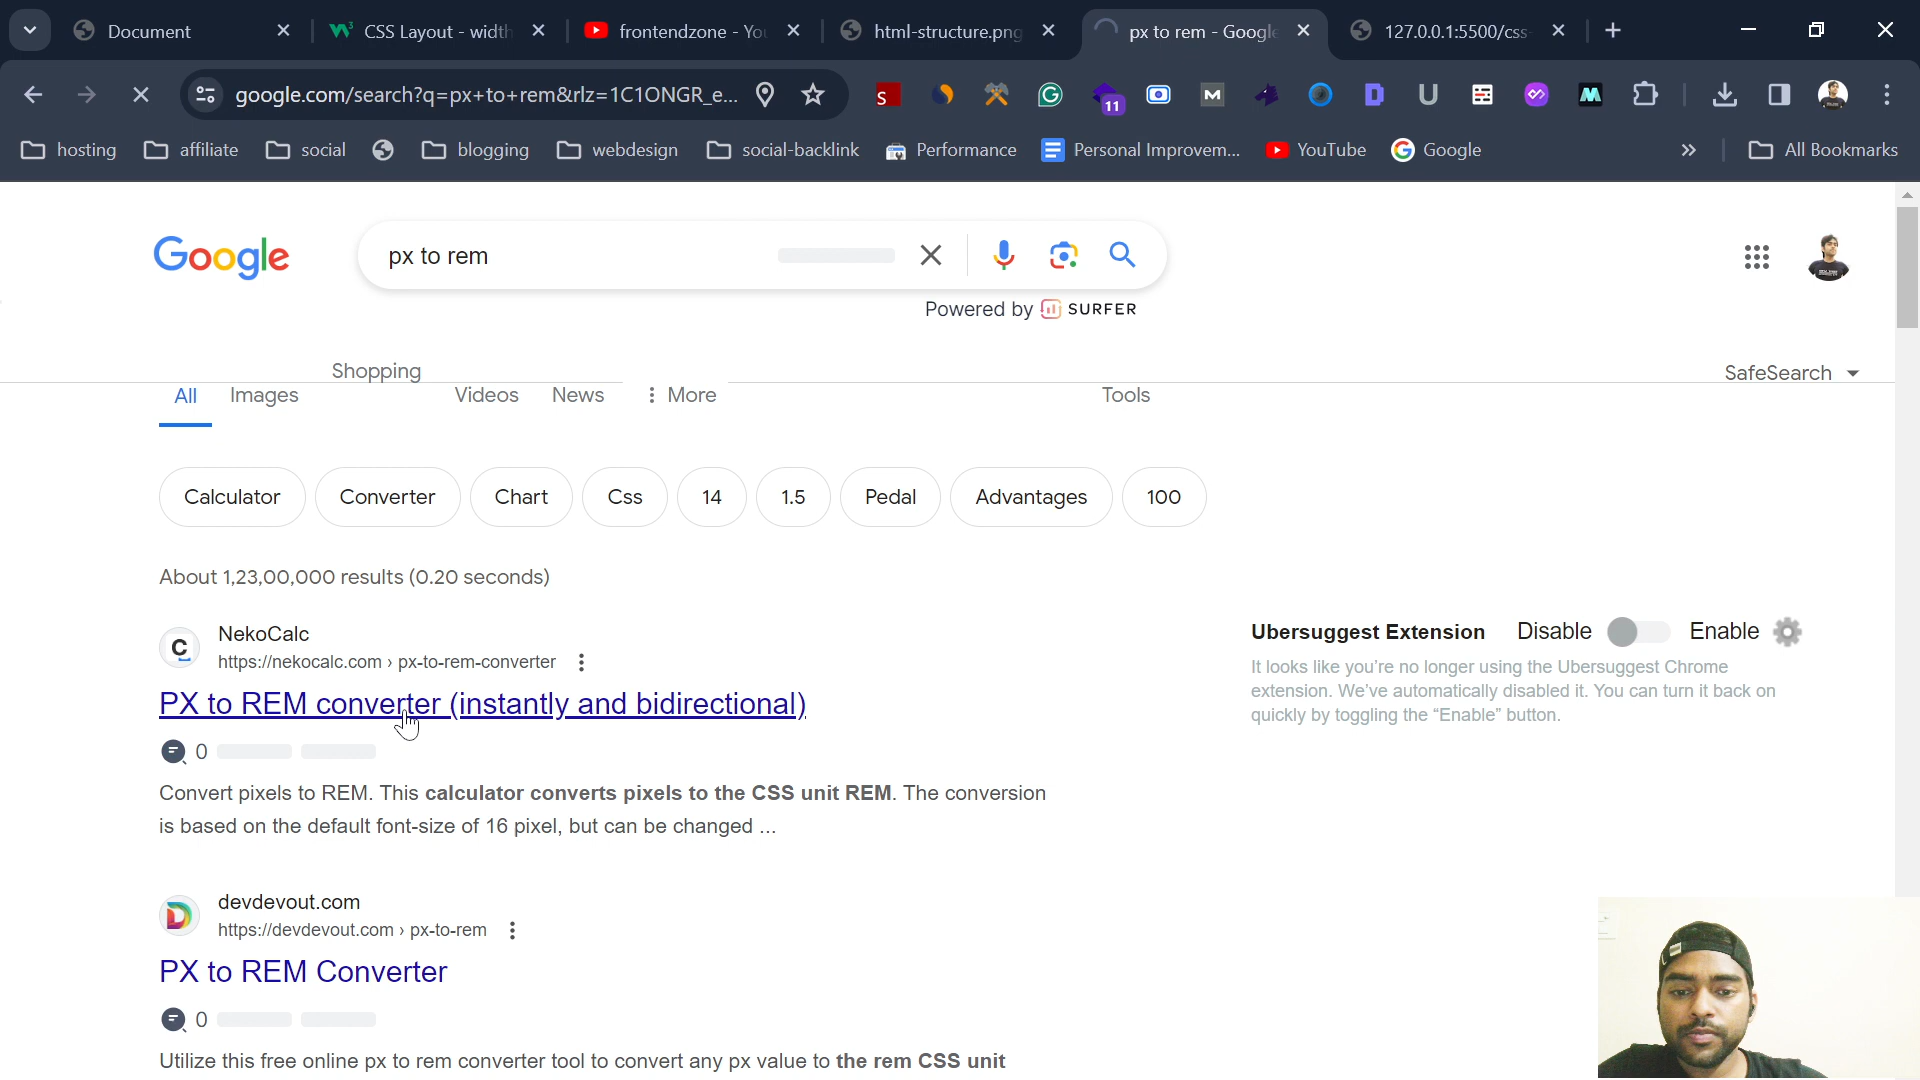 Document
CSS Layout - width
frontendzone - You
html-structure.png
px to rem - Google
127.0.0.1:5500/css-
google.com/search?q=px+to+rem&rlz=1C1ONGR_e...
11
hosting
affiliate
social
blogging
webdesign
social-backlink
Performance
Personal Improvem...
YouTube
Google
All Bookmarks
Google
px to rem
Powered by SURFER
All
Images
Shopping
Videos
News
More
Tools
SafeSearch
Calculator
Converter
Chart
Css
14
1.5
Pedal
Advantages
100
About 1,23,00,000 results (0.20 seconds)
NekoCalc
https://nekocalc.com › px-to-rem-converter
PX to REM converter (instantly and bidirectional)
0
Convert pixels to REM. This calculator converts pixels to the CSS unit REM. The conversion
is based on the default font-size of 16 pixel, but can be changed ...
Ubersuggest Extension Disable Enable
It looks like you're no longer using the Ubersuggest Chrome
extension. We've automatically disabled it. You can turn it back on
quickly by toggling the “Enable” button.
devdevout.com
https://devdevout.com › px-to-rem
PX to REM Converter
0
Utilize this free online px to rem converter tool to convert any px value to the rem CSS unit